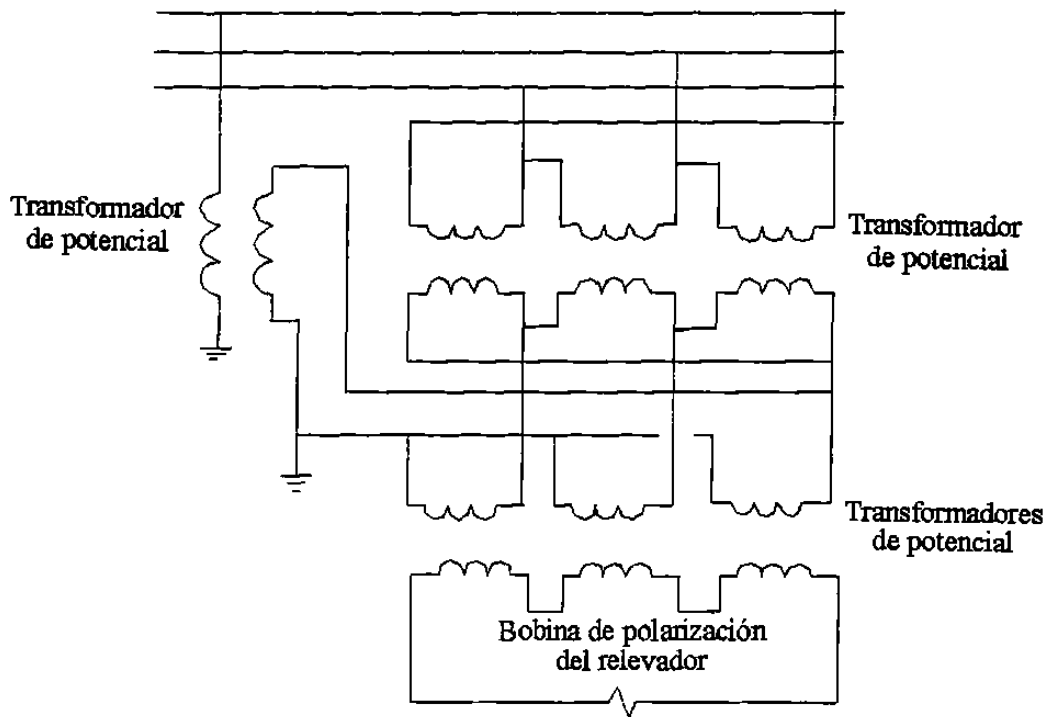 Transformador
de potencial
Transformador
de potencial
Transformadores
de potencial
Bobina de polarización
del relevador